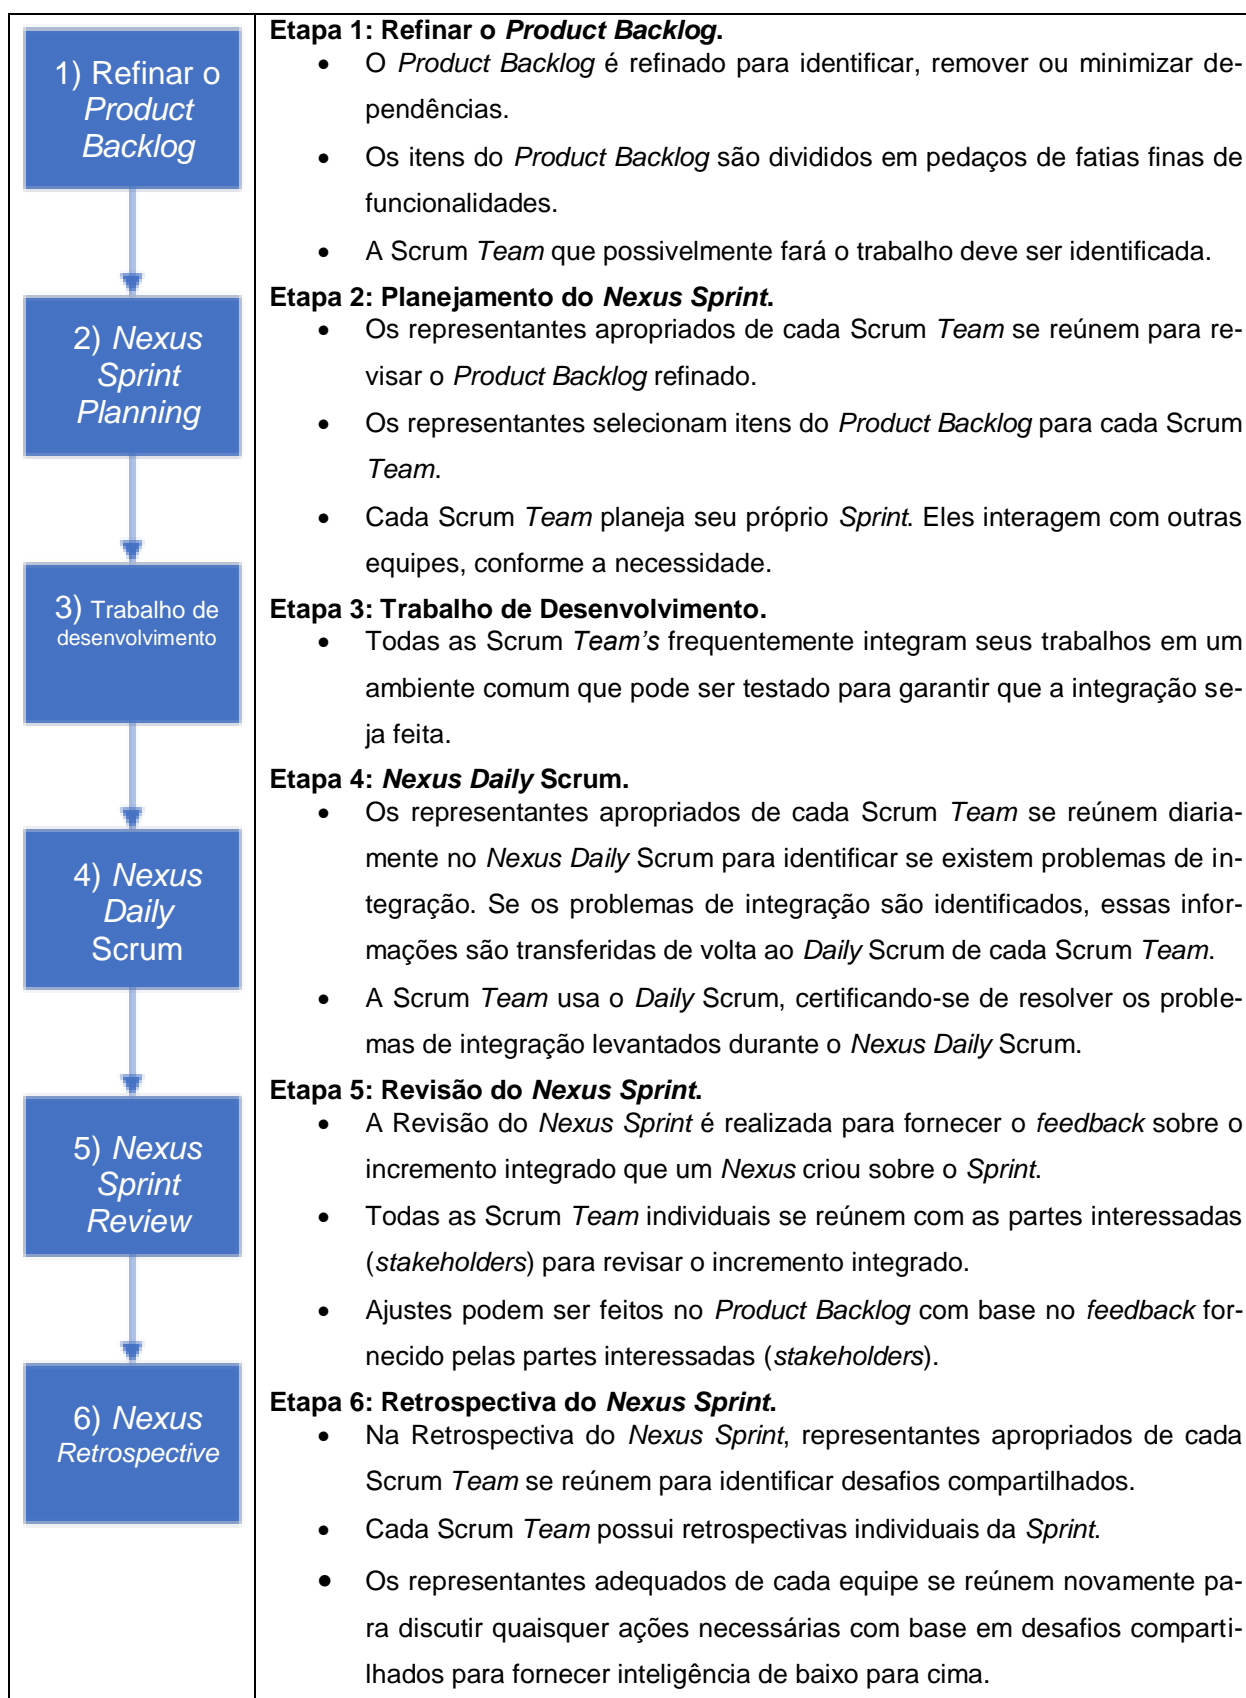 1) Refinar o
Product
Backlog
2) Nexus
Sprint
Planning
3) Trabalho de
desenvolvimento
4) Nexus
Daily
Scrum
5) Nexus
Sprint
Review
6) Nexus
Retrospective
Etapa 1: Refinar o Product Backlog.
• O Product Backlog é refinado para identificar, remover ou minimizar de-
pendências.
• Os itens do Product Backlog são divididos em pedaços de fatias finas de
funcionalidades.
• A Scrum Team que possivelmente fará o trabalho deve ser identificada.
Etapa 2: Planejamento do Nexus Sprint.
• Os representantes apropriados de cada Scrum Team se reúnem para re-
visar o Product Backlog refinado.
• Os representantes selecionam itens do Product Backlog para cada Scrum
Team.
• Cada Scrum Team planeja seu próprio Sprint. Eles interagem com outras
equipes, conforme a necessidade.
Etapa 3: Trabalho de Desenvolvimento.
• Todas as Scrum Team’s frequentemente integram seus trabalhos em um
ambiente comum que pode ser testado para garantir que a integração se-
ja feita.
Etapa 4: Nexus Daily Scrum.
• Os representantes apropriados de cada Scrum Team se reúnem diaria-
mente no Nexus Daily Scrum para identificar se existem problemas de in-
tegração. Se os problemas de integração são identificados, essas infor-
mações são transferidas de volta ao Daily Scrum de cada Scrum Team.
• A Scrum Team usa o Daily Scrum, certificando-se de resolver os proble-
mas de integração levantados durante o Nexus Daily Scrum.
Etapa 5: Revisão do Nexus Sprint.
• A Revisão do Nexus Sprint é realizada para fornecer o feedback sobre o
incremento integrado que um Nexus criou sobre o Sprint.
• Todas as Scrum Team individuais se reúnem com as partes interessadas
(stakeholders) para revisar o incremento integrado.
• Ajustes podem ser feitos no Product Backlog com base no feedback for-
necido pelas partes interessadas (stakeholders).
Etapa 6: Retrospectiva do Nexus Sprint.
• Na Retrospectiva do Nexus Sprint, representantes apropriados de cada
Scrum Team se reúnem para identificar desafios compartilhados.
• Cada Scrum Team possui retrospectivas individuais da Sprint.
• Os representantes adequados de cada equipe se reúnem novamente pa-
ra discutir quaisquer ações necessárias com base em desafios comparti-
lhados para fornecer inteligência de baixo para cima.